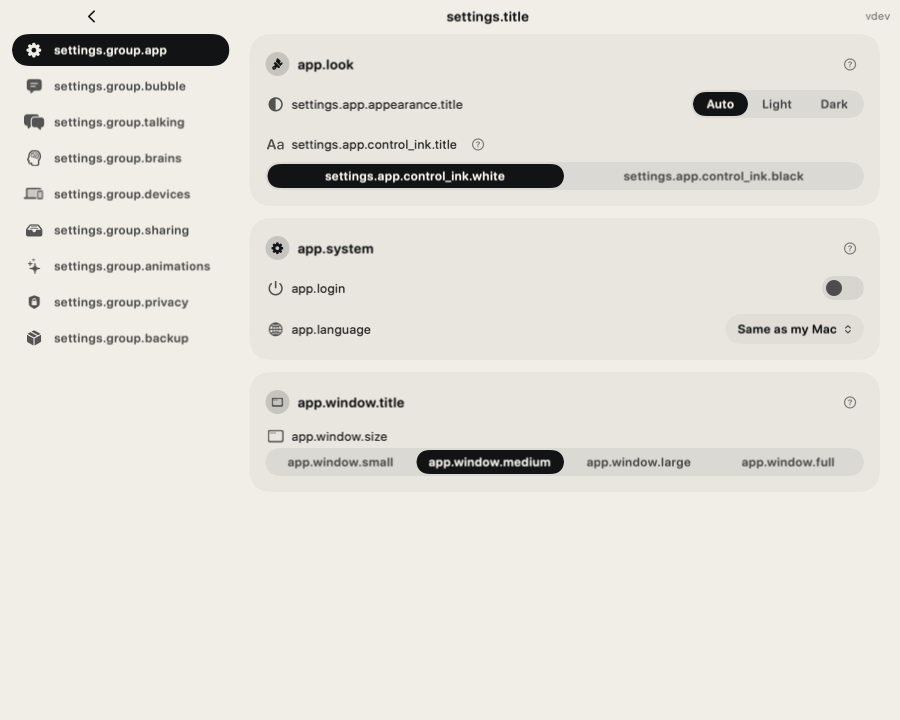 settings.title
vdev
settings.group.app
settings.group.bubble
settings.group.talking
settings.group.brains
settings.group.devices
settings.group.sharing
settings.group.animations
settings.group.privacy
settings.group.backup
app.look
settings.app.appearance.title
Auto Light Dark
Aa settings.app.control_ink.title
settings.app.control_ink.white settings.app.control_ink.black
app.system
app.login
app.language
Same as my Mac
app.window.title
app.window.size
app.window.small app.window.medium app.window.large app.window.full